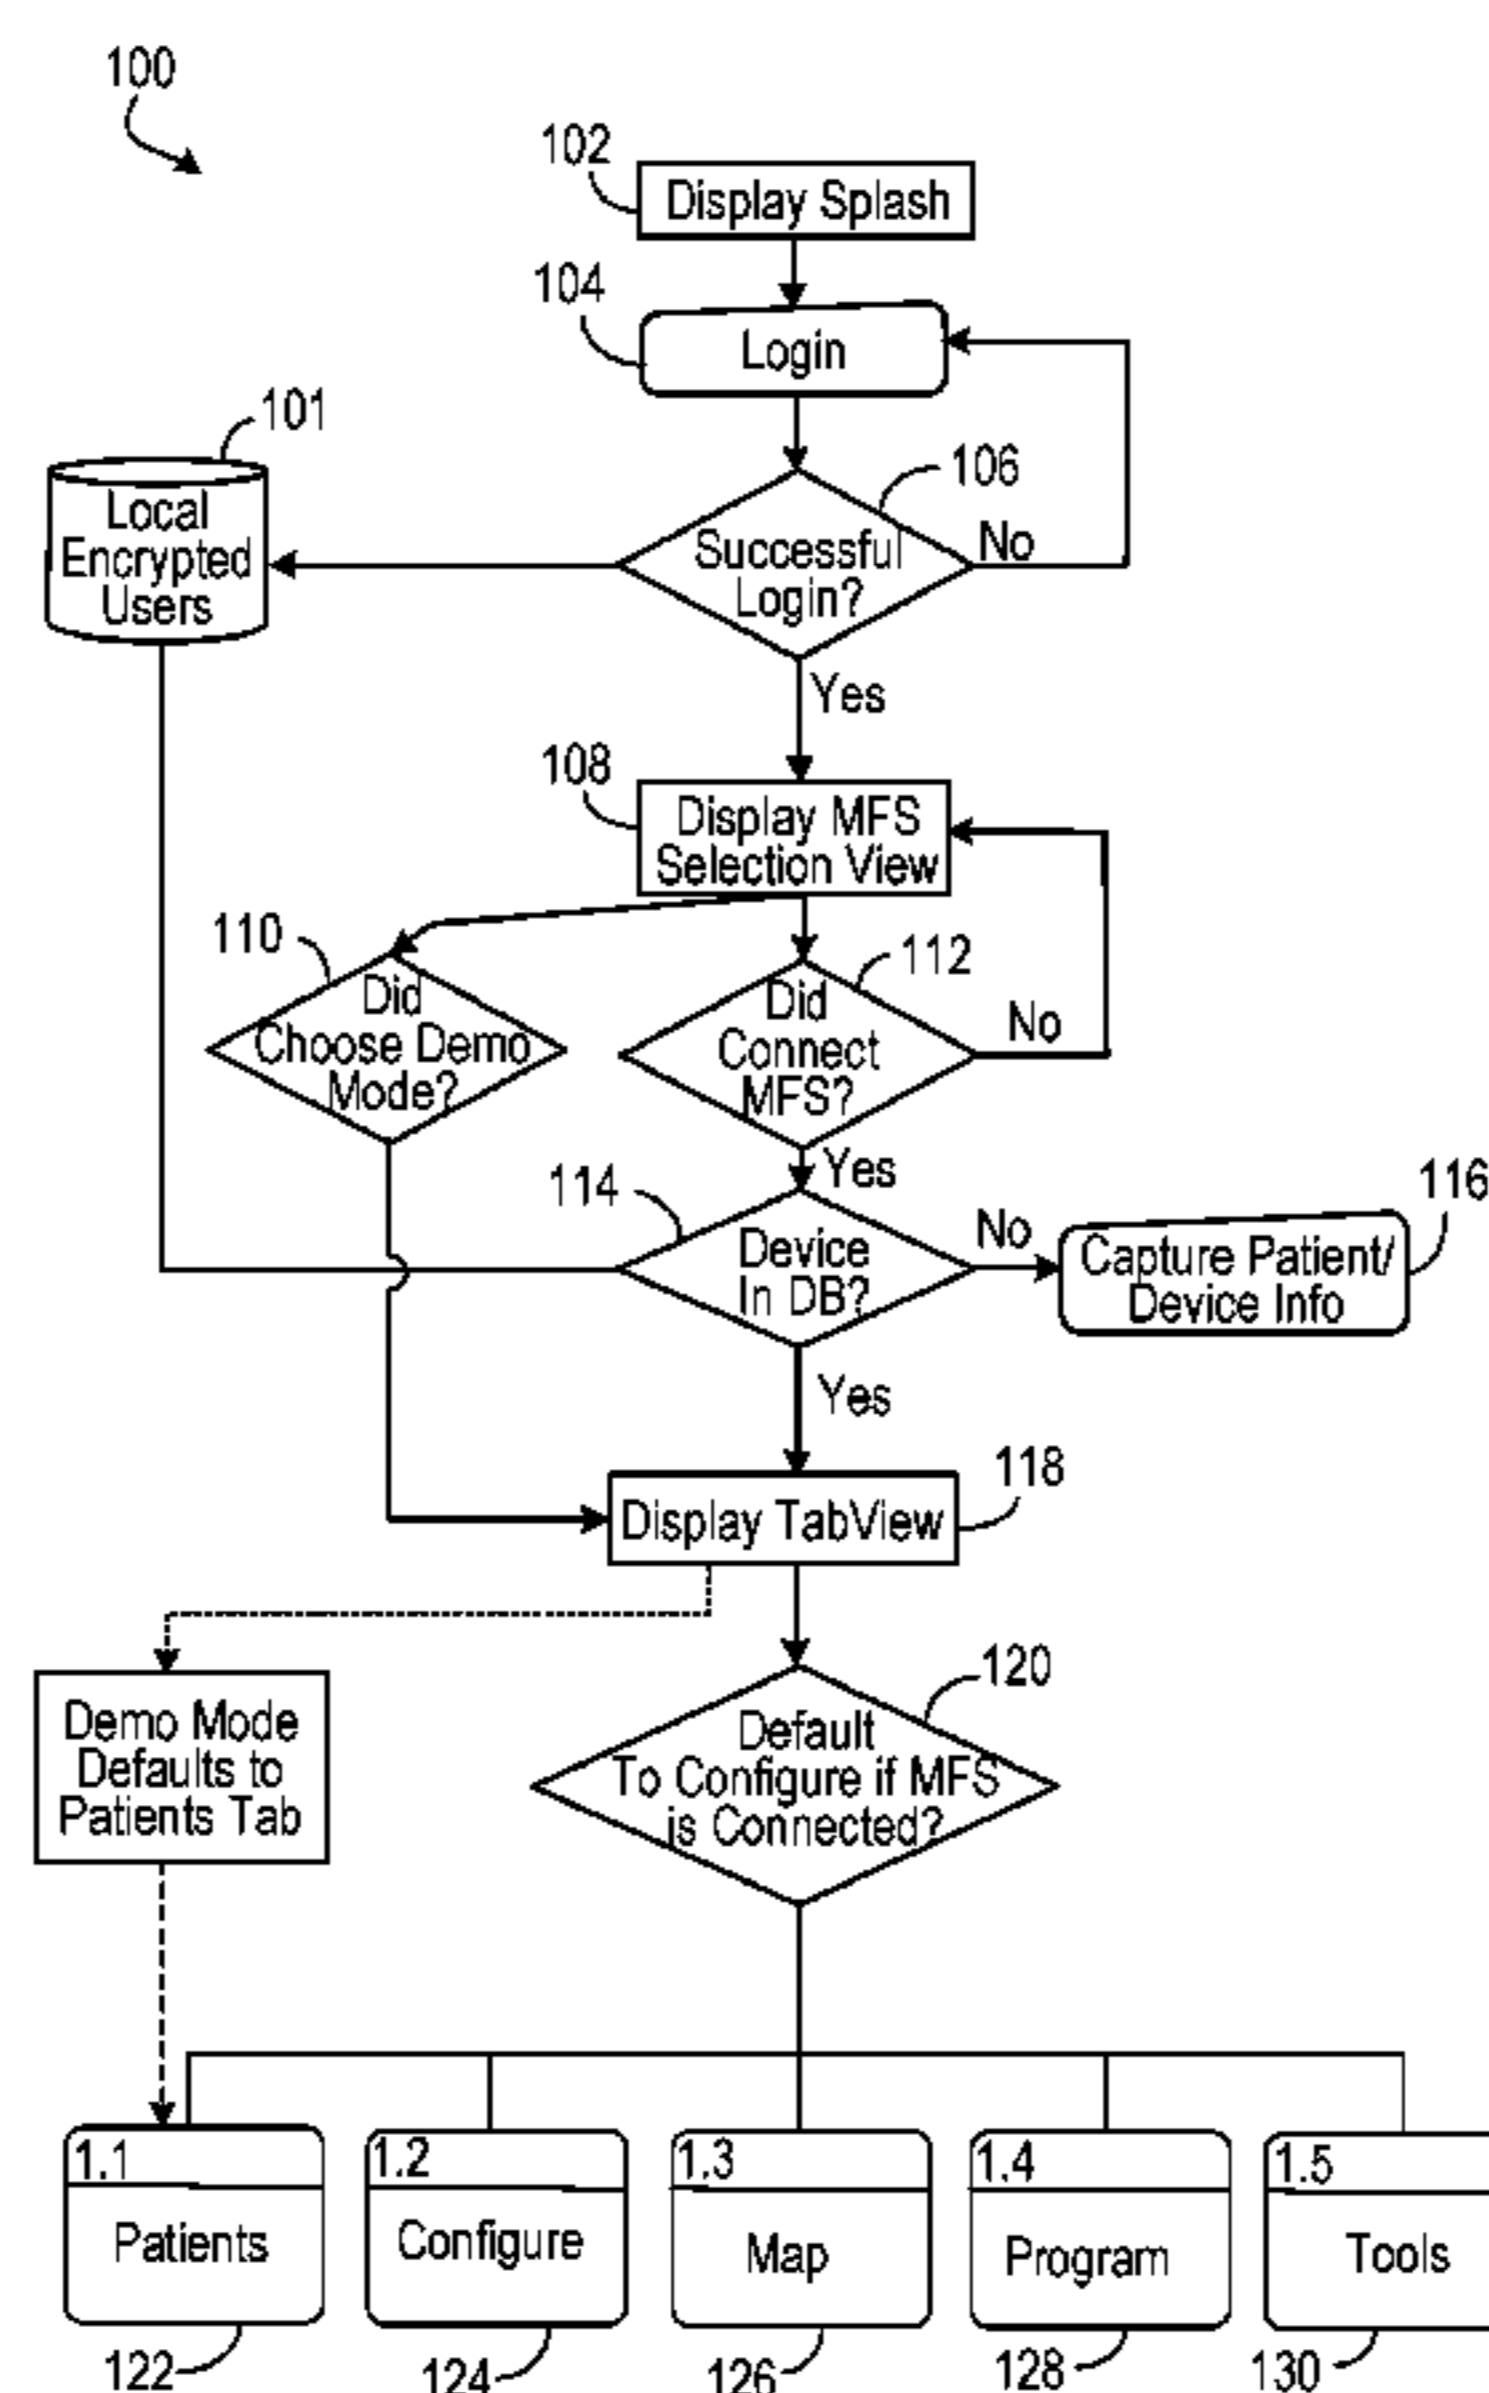 100
102
Display Splash
104
Login
101
Local
Encrypted
Users
106
Successful
Login?
No
Yes
108
Display MFS
Selection View
110
Did
Choose Demo
Mode?
112
Did
Connect
MFS?
No
Yes
114
Device
In DB?
No
116
Capture Patient/
Device Info
Yes
118
Display TabView
Demo Mode
Defaults to
Patients Tab
120
Default
To Configure if MFS
is Connected?
1.1
Patients
122
1.2
Configure
124
1.3
Map
126
1.4
Program
128
1.5
Tools
130